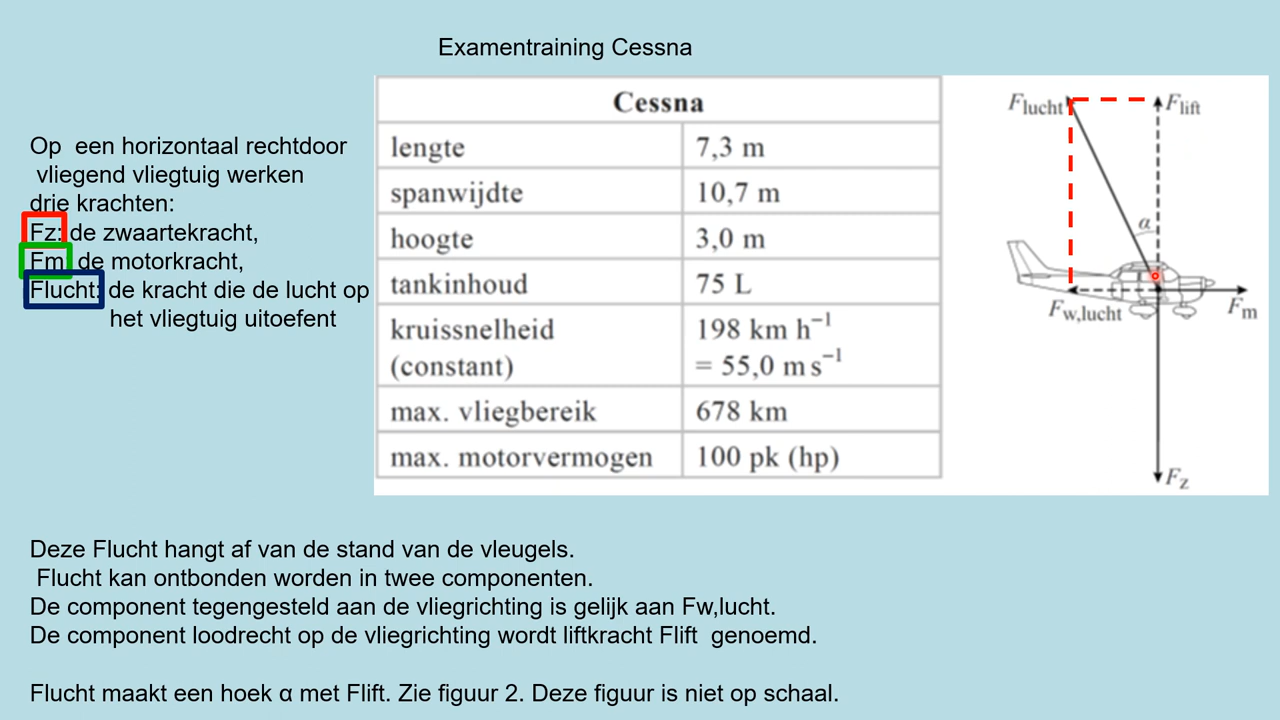 Examentraining Cessna
Op een horizontaal rechtdoor
vliegend vliegtuig werken
drie krachten:
Fz: de zwaartekracht,
Fm de motorkracht,
Flucht: de kracht die de lucht op
het vliegtuig uitoefent
Cessna
lengte 7,3 m
spanwijdte 10,7 m
hoogte 3,0 m
tankinhoud 75 L
kruissnelheid 198 km h⁻¹
(constant) = 55,0 m s⁻¹
max. vliegbereik 678 km
max. motorvermogen 100 pk (hp)
Flucht
Flift
α
Fw,lucht
Fm
Fz
Deze Flucht hangt af van de stand van de vleugels.
Flucht kan ontbonden worden in twee componenten.
De component tegengesteld aan de vliegrichting is gelijk aan Fw,lucht.
De component loodrecht op de vliegrichting wordt liftkracht Flift genoemd.
Flucht maakt een hoek α met Flift. Zie figuur 2. Deze figuur is niet op schaal.